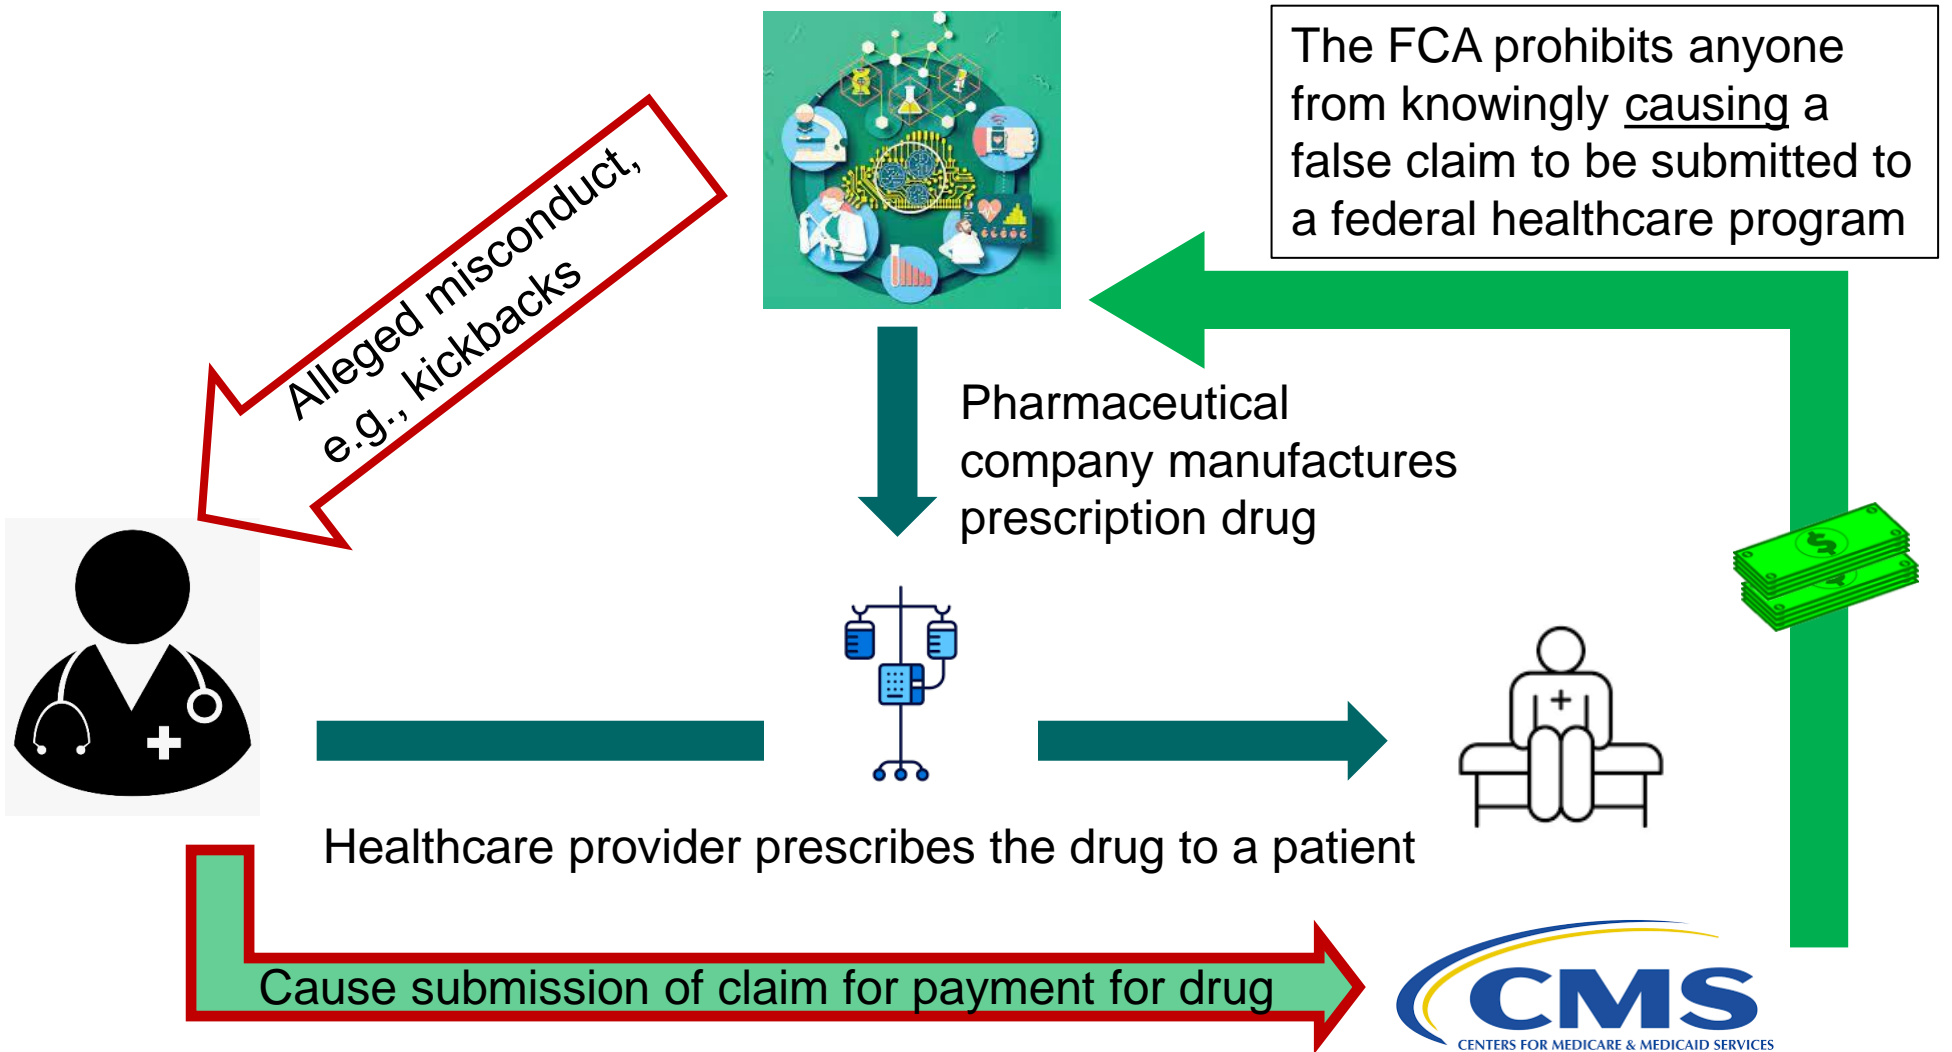 The FCA prohibits anyone
from knowingly causing a
false claim to be submitted to
a federal healthcare program
Alleged misconduct,
e.g., kickbacks
Pharmaceutical
company manufactures
prescription drug
$
$
Healthcare provider prescribes the drug to a patient
Cause submission of claim for payment for drug
CMS
CENTERS FOR MEDICARE & MEDICAID SERVICES